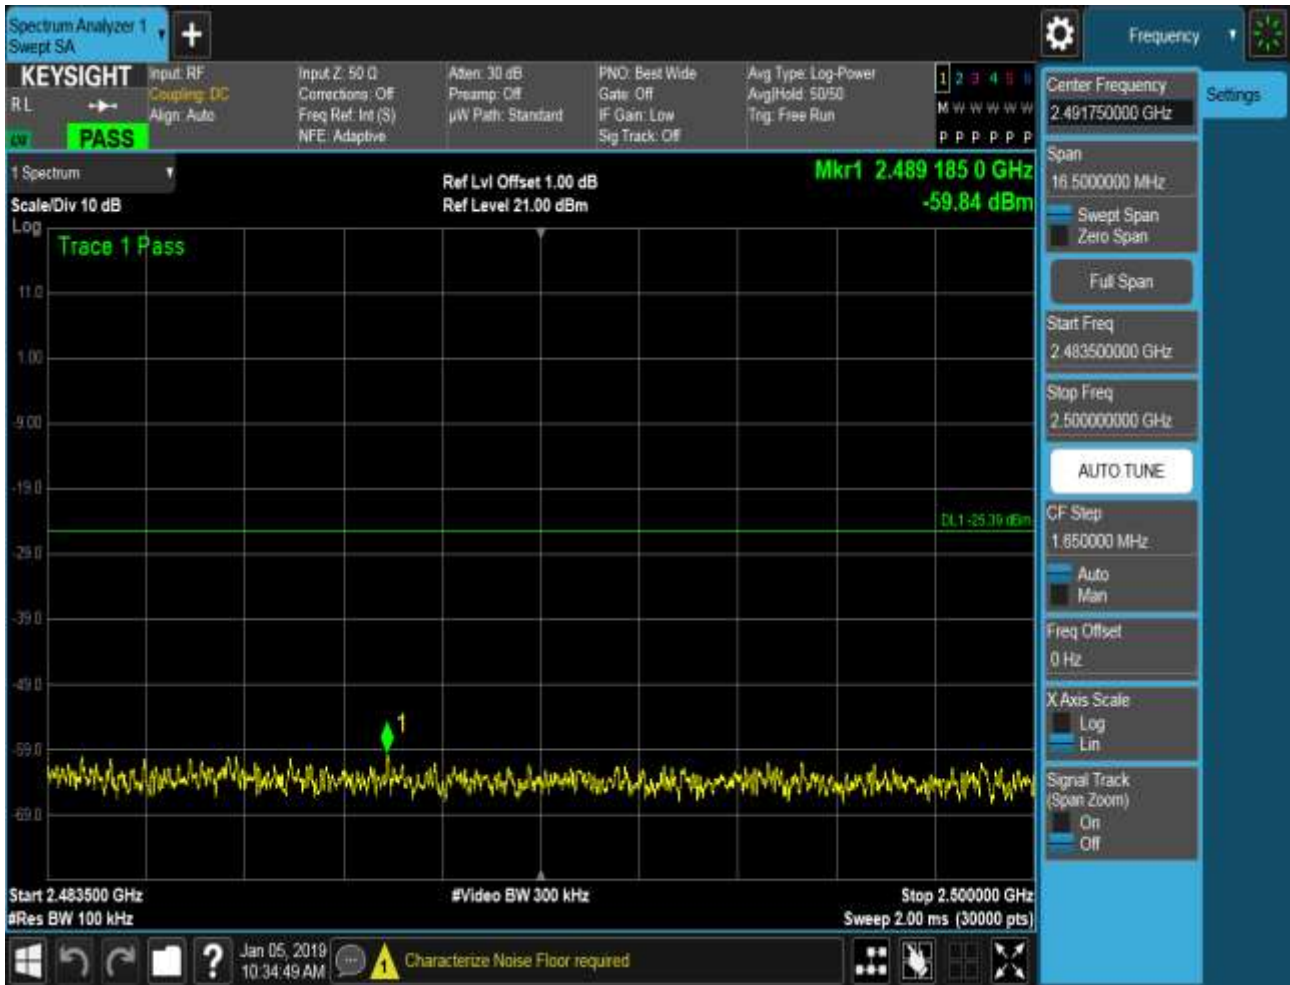 Spectrum Analyzer 1
Swept SA
Frequency
KEYSIGHT
R L
PASS
Input: RF
Coupling: DC
Align: Auto
Input Z: 50 Ω
Corrections: Off
Freq Ref: Int (S)
NFE: Adaptive
Atten: 30 dB
Preamp: Off
µW Path: Standard
PNO: Best Wide
Gate: Off
IF Gain: Low
Sig Track: Off
Avg Type: Log-Power
Avg|Hold: 50/50
Trig: Free Run
1 2 3 4 5 6
M W W W W W
P P P P P P
1 Spectrum
Scale/Div 10 dB
Log
Ref Lvl Offset 1.00 dB
Ref Level 21.00 dBm
Mkr1 2.489 185 0 GHz
-59.84 dBm
Trace 1 Pass
11.0
1.00
-9.00
-19.0
DL1 -25.39 dBm
-29.0
-39.0
-49.0
1
-59.0
-69.0
Start 2.483500 GHz
#Video BW 300 kHz
Stop 2.500000 GHz
#Res BW 100 kHz
Sweep 2.00 ms (30000 pts)
Jan 05, 2019
10:34:49 AM
?
1
Characterize Noise Floor required
Center Frequency
2.491750000 GHz
Settings
Span
16.5000000 MHz
Swept Span
Zero Span
Full Span
Start Freq
2.483500000 GHz
Stop Freq
2.500000000 GHz
AUTO TUNE
CF Step
1.650000 MHz
Auto
Man
Freq Offset
0 Hz
X Axis Scale
Log
Lin
Signal Track
(Span Zoom)
On
Off